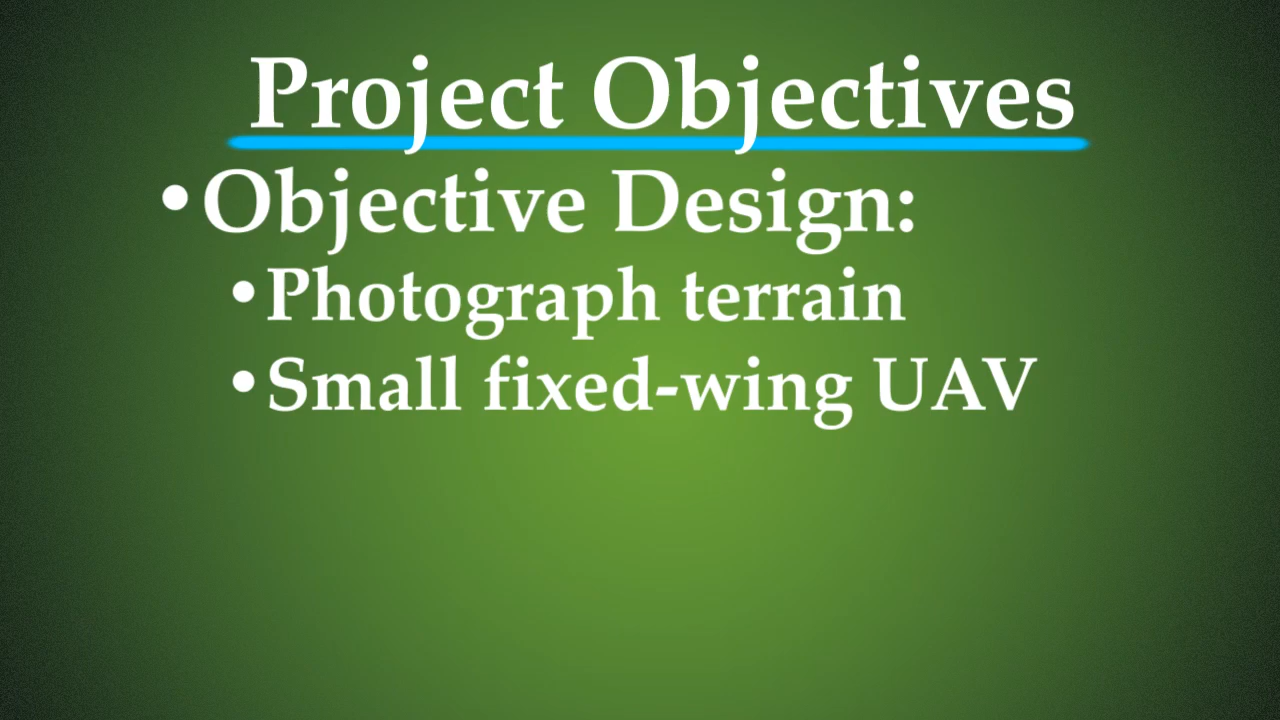 Project Objectives
•Objective Design:
•Photograph terrain
•Small fixed-wing UAV